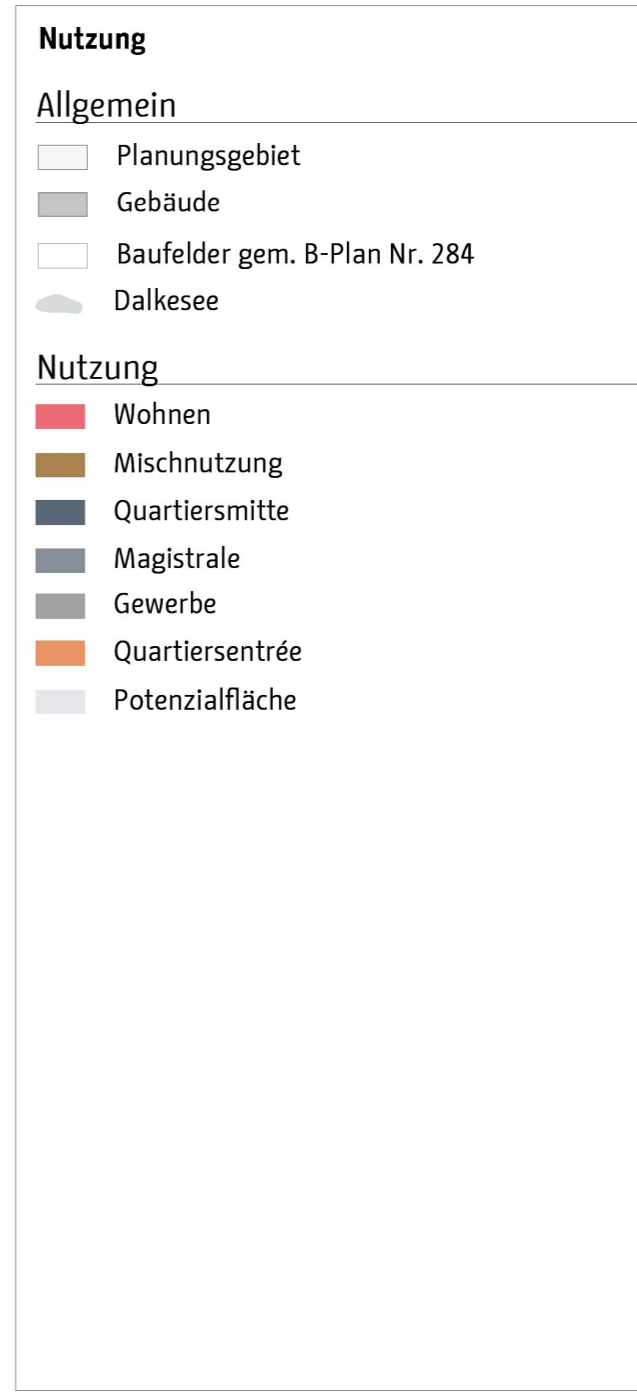 Nutzung
Allgemein
Planungsgebiet
Gebäude
Baufelder gem. B-Plan Nr. 284
Dalkesee
Nutzung
Wohnen
Mischnutzung
Quartiersmitte
Magistrale
Gewerbe
Quartiersentrée
Potenzialfläche